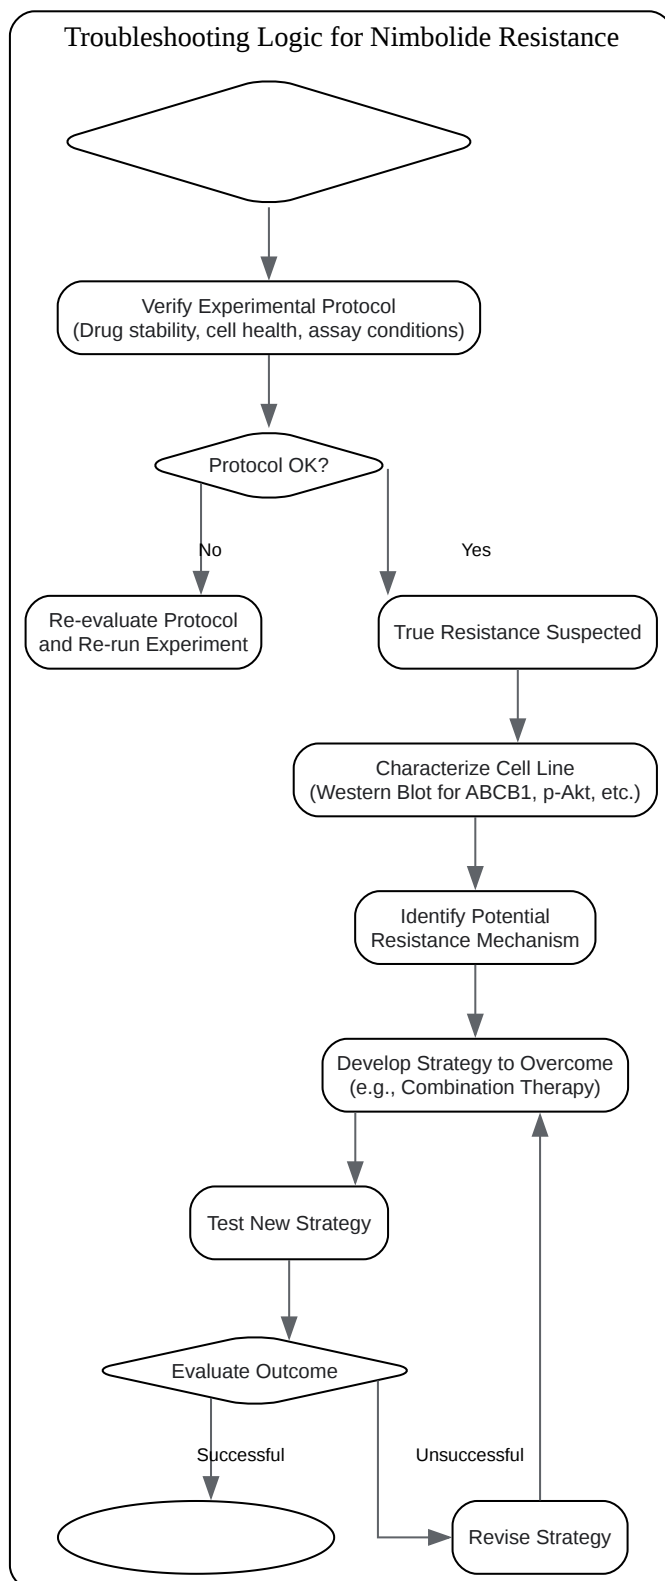 Troubleshooting Logic for Nimbolide Resistance
Verify Experimental Protocol
(Drug stability, cell health, assay conditions)
Protocol OK?
No
Yes
Re-evaluate Protocol
and Re-run Experiment
True Resistance Suspected
Characterize Cell Line
(Western Blot for ABCB1, p-Akt, etc.)
Identify Potential
Resistance Mechanism
Develop Strategy to Overcome
(e.g., Combination Therapy)
Test New Strategy
Evaluate Outcome
Successful
Unsuccessful
Revise Strategy